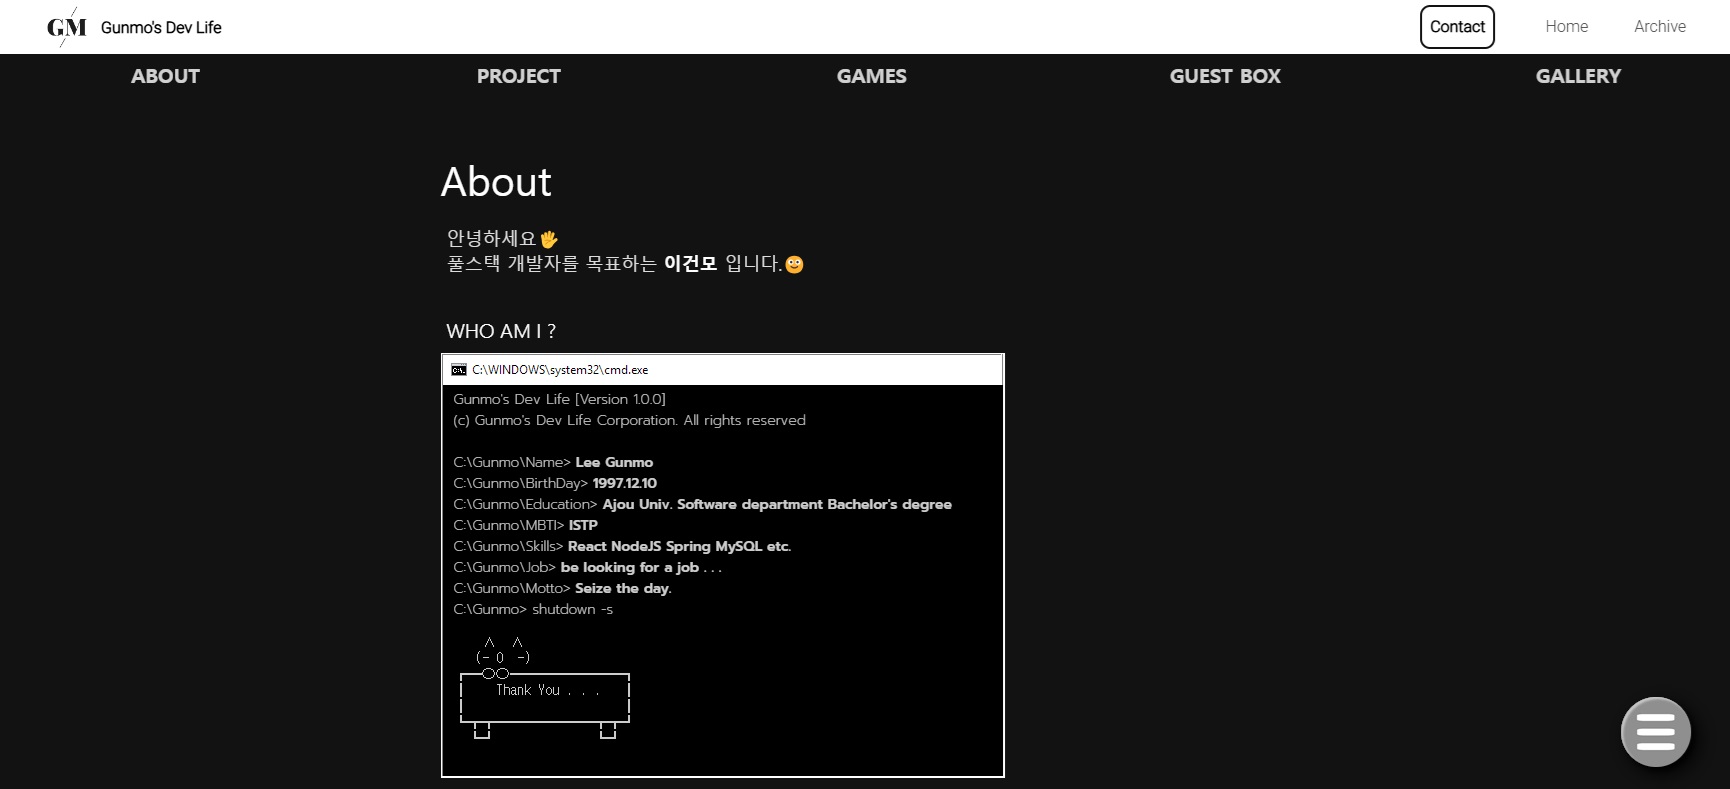 GM Gunmo's Dev Life Contact Home Archive
ABOUT PROJECT GAMES GUEST BOX GALLERY
About
안녕하세요🖐
풀스택 개발자를 목표하는 이건모 입니다.🙂
WHO AM I ?
C:\WINDOWS\system32\cmd.exe
Gunmo's Dev Life [Version 1.0.0]
(c) Gunmo's Dev Life Corporation. All rights reserved
C:\Gunmo\Name> Lee Gunmo
C:\Gunmo\BirthDay> 1997.12.10
C:\Gunmo\Education> Ajou Univ. Software department Bachelor's degree
C:\Gunmo\MBTI> ISTP
C:\Gunmo\Skills> React NodeJS Spring MySQL etc.
C:\Gunmo\Job> be looking for a job . . .
C:\Gunmo\Motto> Seize the day.
C:\Gunmo> shutdown -s
Thank You . . .